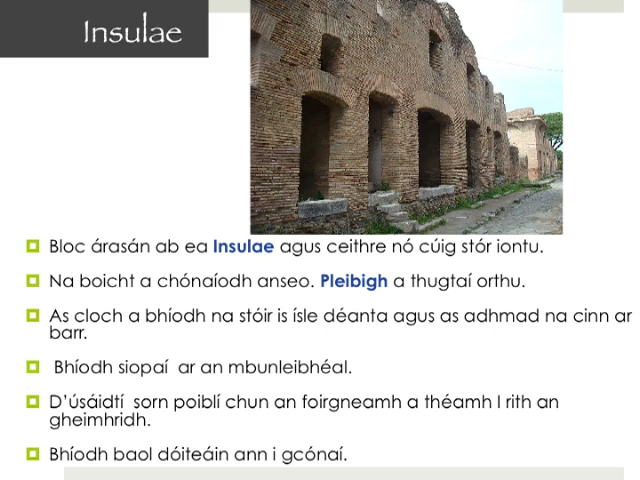 Insulae
Bloc árasán ab ea Insulae agus ceithre nó cúig stór iontu.
Na boicht a chónaíodh anseo. Pleibigh a thugtaí orthu.
As cloch a bhíodh na stóir is ísle déanta agus as adhmad na cinn ar
barr.
Bhíodh siopaí ar an mbunleibhéal.
D'úsáidtí sorn poiblí chun an foirgneamh a théamh I rith an
gheimhridh.
Bhíodh baol dóiteáin ann i gcónaí.